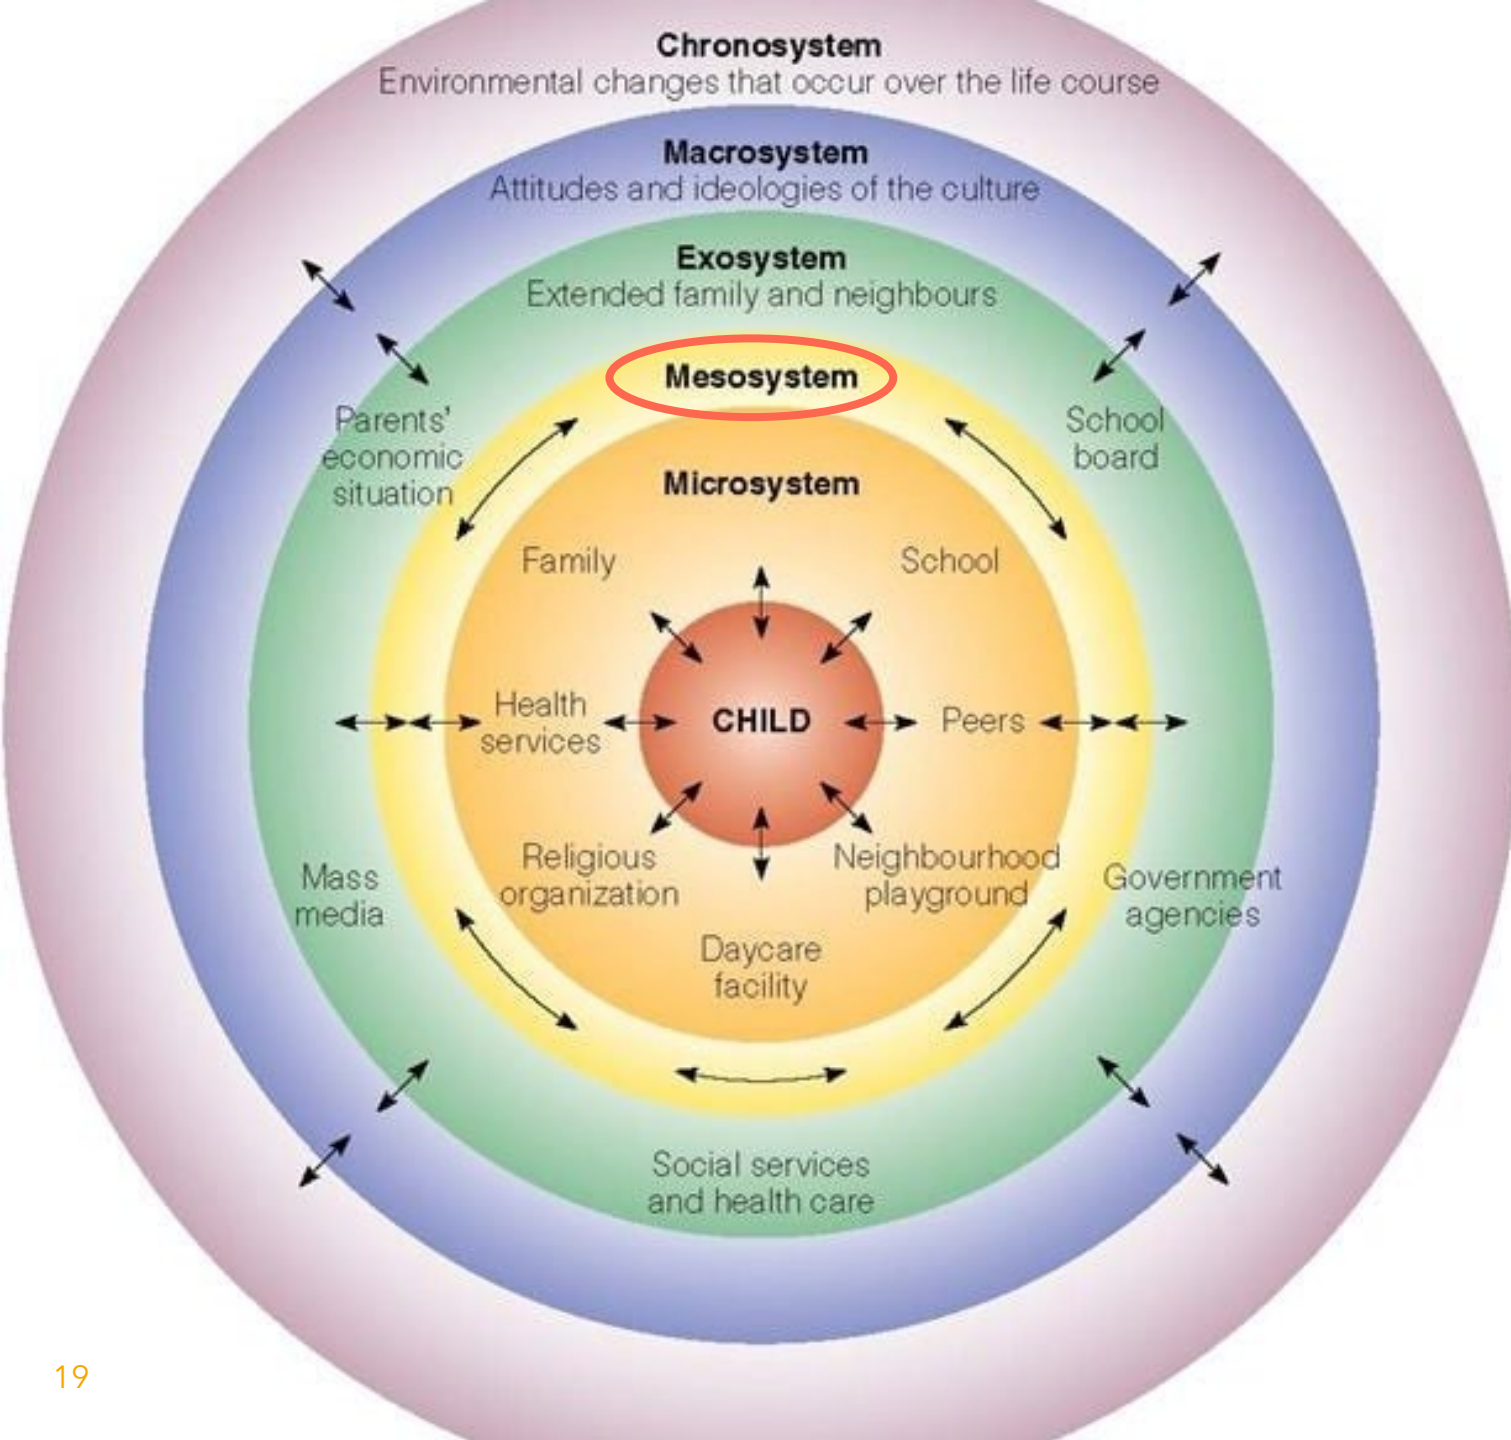 Chronosystem
Environmental changes that occur over the life course
Macrosystem
Attitudes and ideologies of the culture
Exosystem
Extended family and neighbours
Mesosystem
Parents'
economic
situation
School
board
Microsystem
Family
School
Health
services
CHILD
Peers
Religious
organization
Neighbourhood
playground
Mass
media
Government
agencies
Daycare
facility
Social services
and health care
19